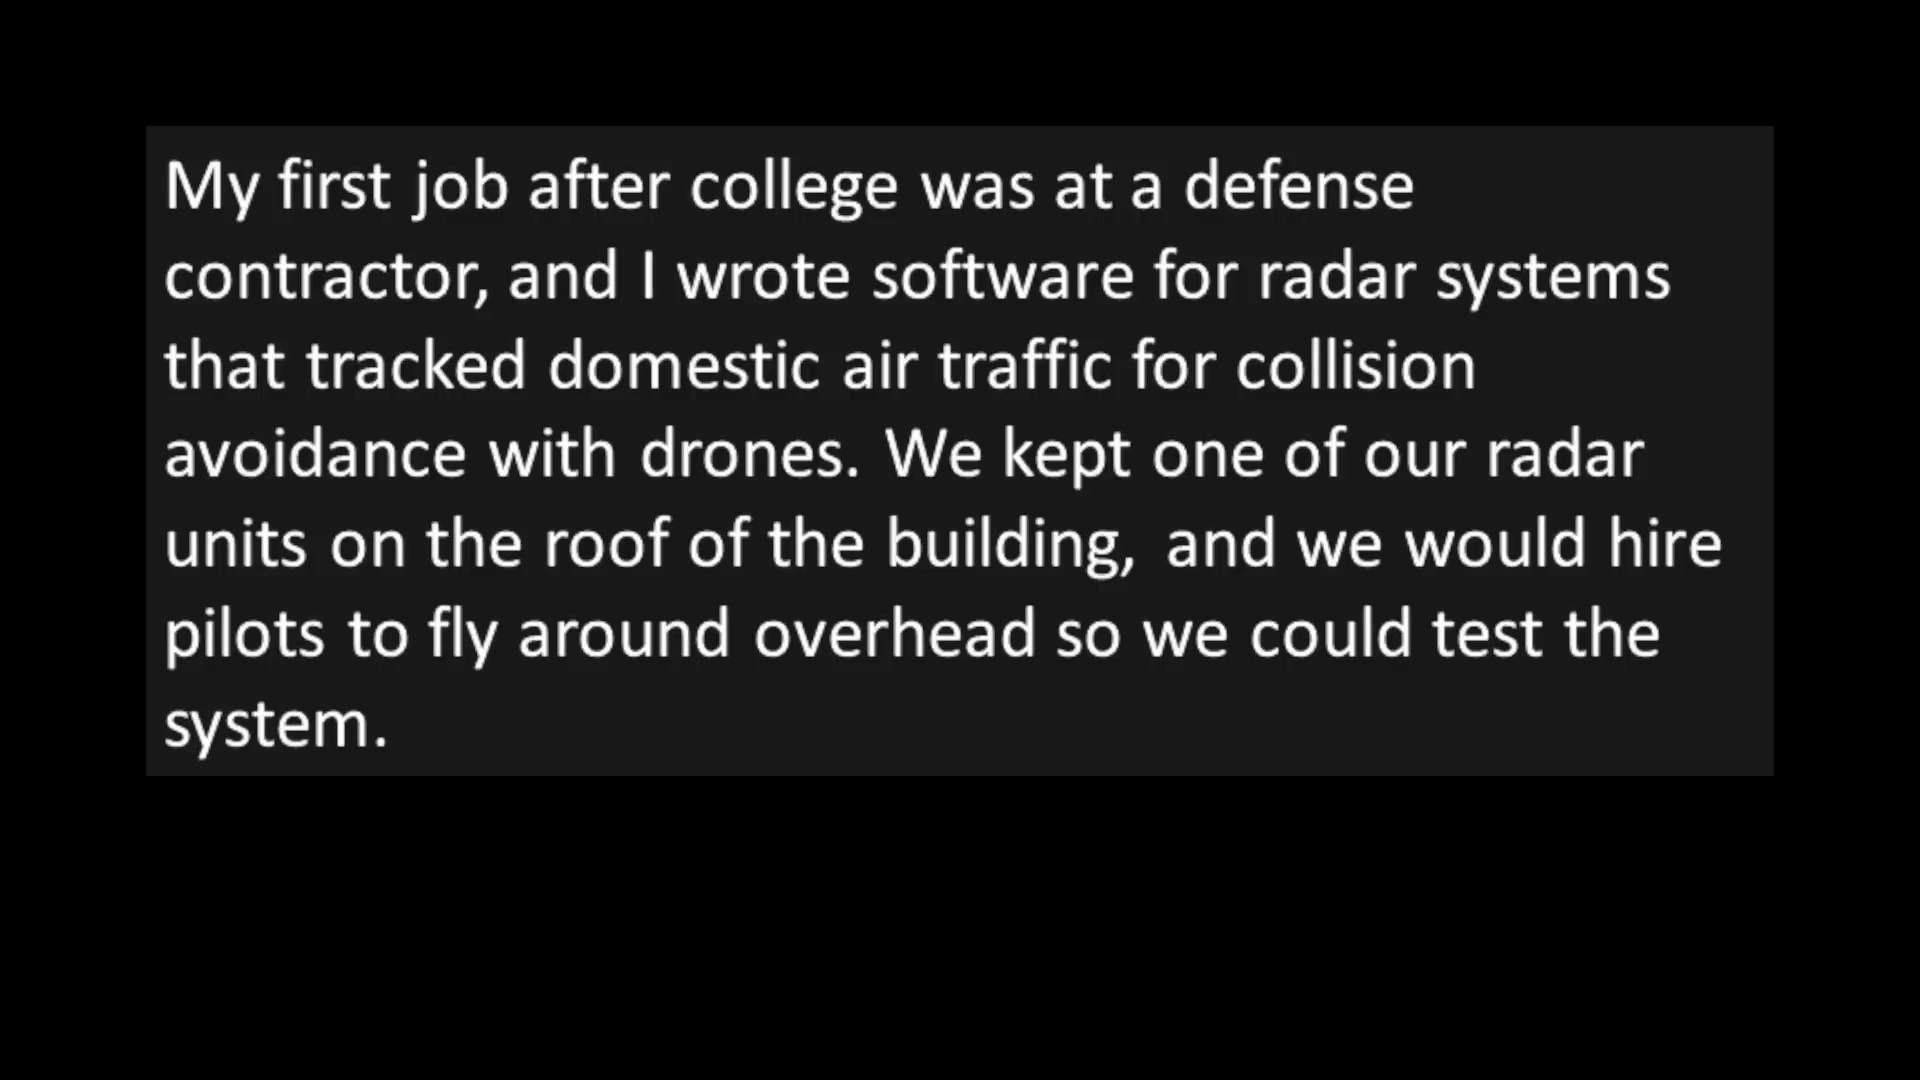 My first job after college was at a defense
contractor, and I wrote software for radar systems
that tracked domestic air traffic for collision
avoidance with drones. We kept one of our radar
units on the roof of the building, and we would hire
pilots to fly around overhead so we could test the
system.